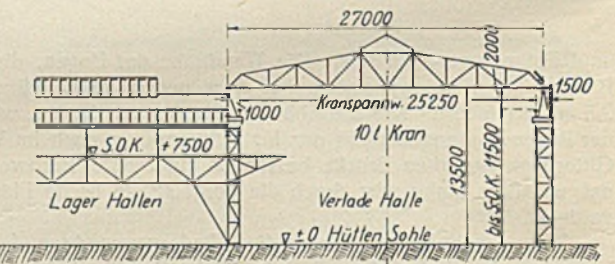 27000
2000
1500
1000
Kranspannw. 25250
10 t Kran
S.O.K. +7500
13500
bis S.O.K. 11500
Lager Hallen
Verlade Halle
±0 Hütten Sohle